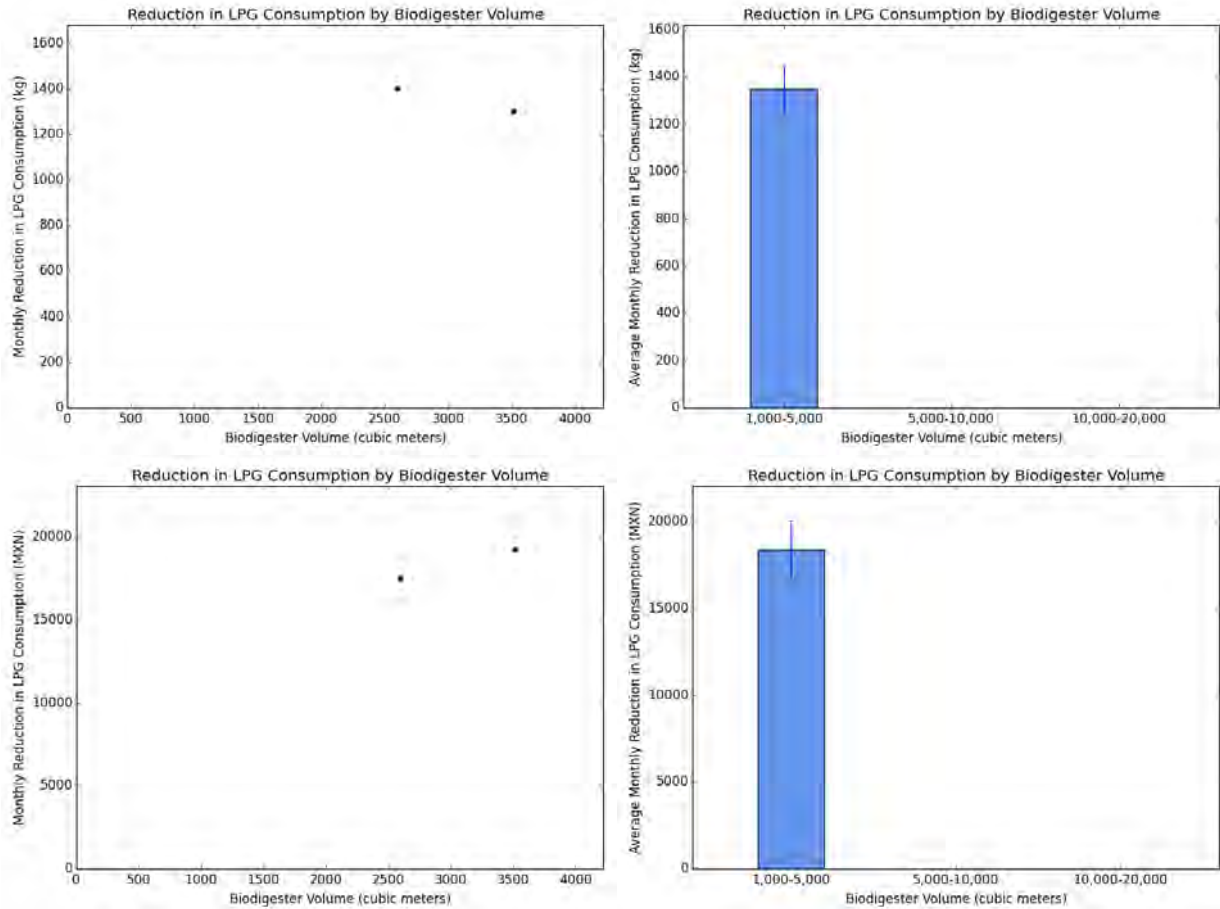 Reduction in LPG Consumption by Biodigester Volume
Monthly Reduction in LPG Consumption (kg)
1600
1400
1200
1000
800
600
400
200
0
0 500 1000 1500 2000 2500 3000 3500 4000
Biodigester Volume (cubic meters)
Reduction in LPG Consumption by Biodigester Volume
Average Monthly Reduction in LPG Consumption (kg)
1600
1400
1200
1000
800
600
400
200
0
1,000-5,000 5,000-10,000 10,000-20,000
Biodigester Volume (cubic meters)
Reduction in LPG Consumption by Biodigester Volume
Monthly Reduction in LPG Consumption (MXN)
20000
15000
10000
5000
0
0 500 1000 1500 2000 2500 3000 3500 4000
Biodigester Volume (cubic meters)
Reduction in LPG Consumption by Biodigester Volume
Average Monthly Reduction in LPG Consumption (MXN)
20000
15000
10000
5000
0
1,000-5,000 5,000-10,000 10,000-20,000
Biodigester Volume (cubic meters)